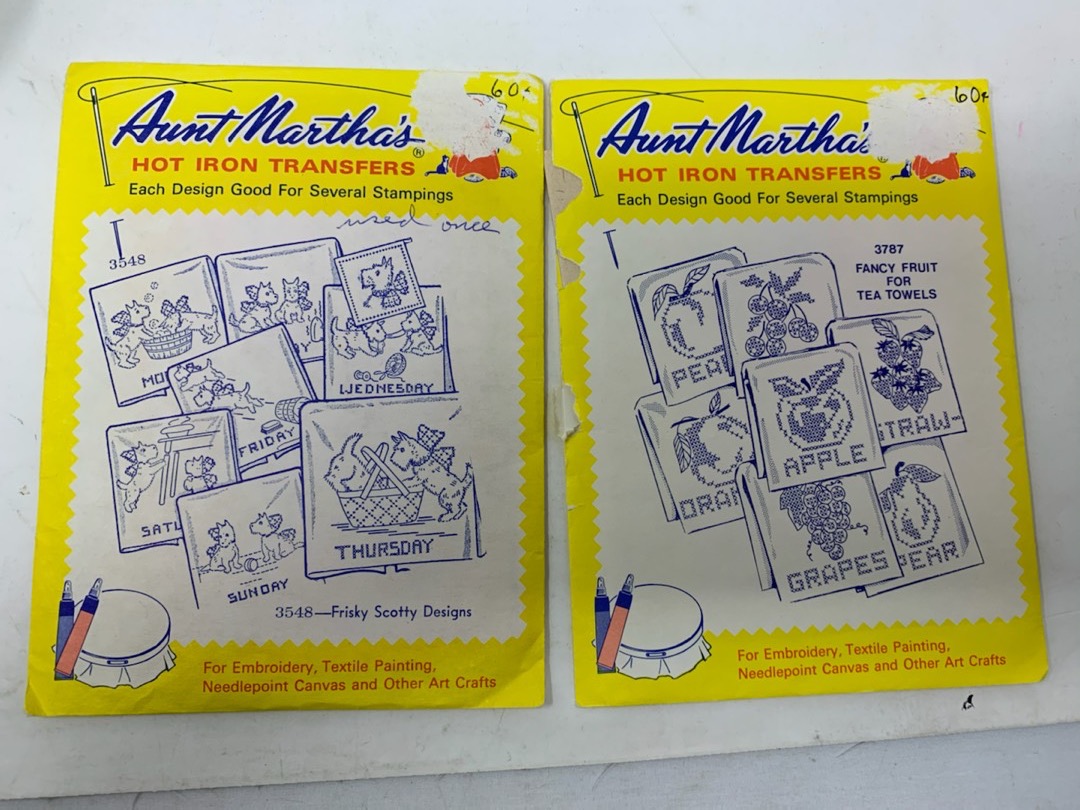 60¢
Aunt Martha's®
HOT IRON TRANSFERS
Each Design Good For Several Stampings
used once
3548
MO
WEDNESDAY
FRIDAY
SATU
THURSDAY
SUNDAY
3548—Frisky Scotty Designs
For Embroidery, Textile Painting,
Needlepoint Canvas and Other Art Crafts
60¢
Aunt Martha's
HOT IRON TRANSFERS
Each Design Good For Several Stampings
3787
FANCY FRUIT
FOR
TEA TOWELS
PEA
STRAW-
APPLE
ORAN
GRAPES
PEAR
For Embroidery, Textile Painting,
Needlepoint Canvas and Other Art Crafts